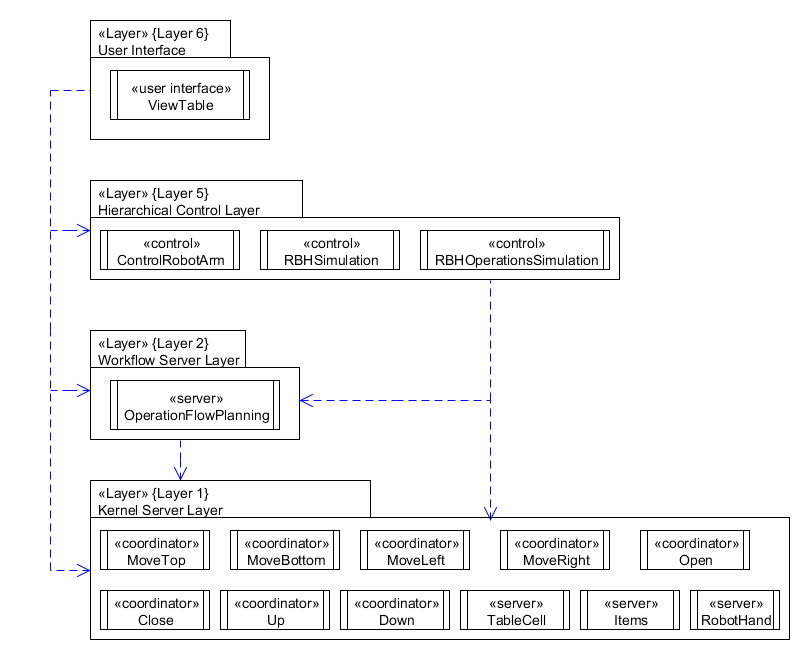 «Layer» {Layer 6}
User Interface
«user interface»
ViewTable
«Layer» {Layer 5}
Hierarchical Control Layer
«control»
ControlRobotArm
«control»
RBHSimulation
«control»
RBHOperationsSimulation
«Layer» {Layer 2}
Workflow Server Layer
«server»
OperationFlowPlanning
«Layer» {Layer 1}
Kernel Server Layer
«coordinator»
MoveTop
«coordinator»
MoveBottom
«coordinator»
MoveLeft
«coordinator»
MoveRight
«coordinator»
Open
«coordinator»
Close
«coordinator»
Up
«coordinator»
Down
«server»
TableCell
«server»
Items
«server»
RobotHand